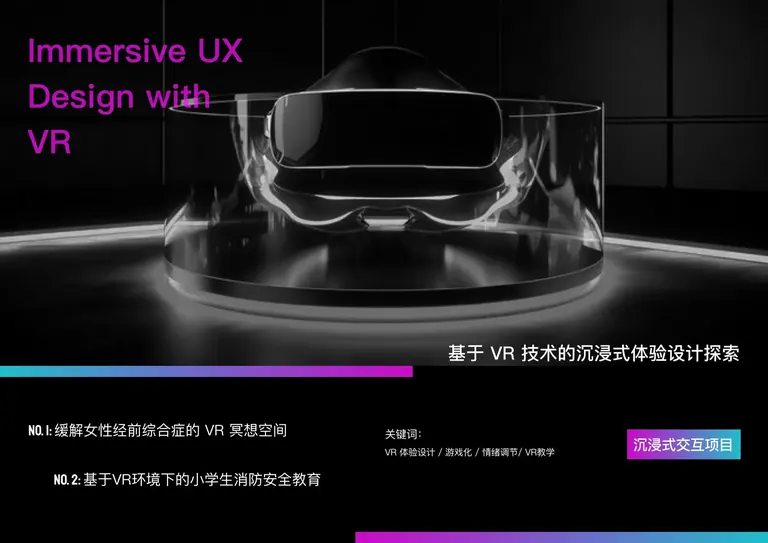 Immersive UX
Design with
VR
基于 VR 技术的沉浸式体验设计探索
NO.1:缓解女性经前综合症的 VR 冥想空间
NO.2:基于VR环境下的小学生消防安全教育
关键词：
VR 体验设计 / 游戏化 / 情绪调节/ VR教学
沉浸式交互项目